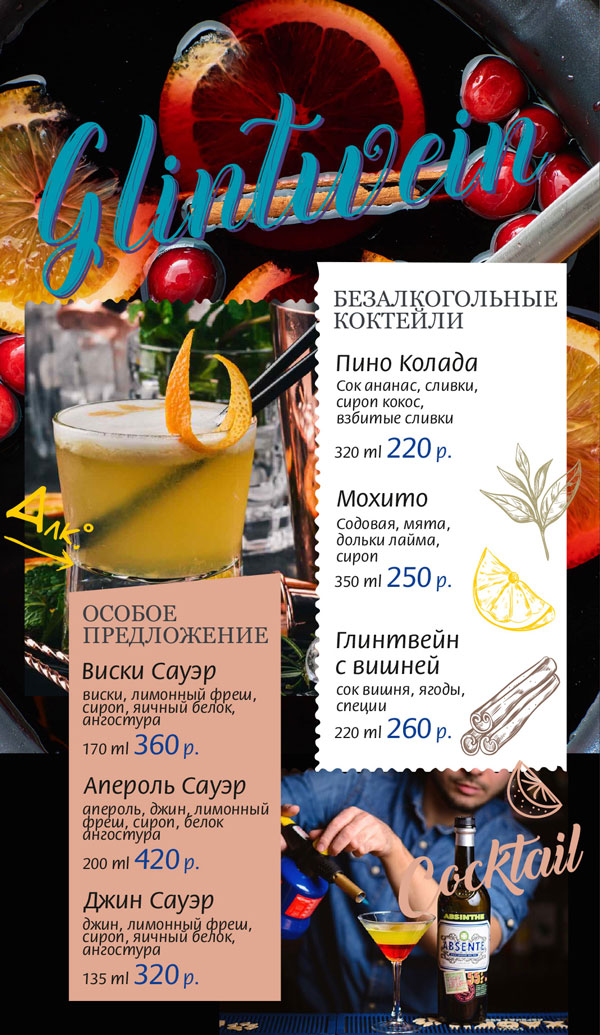 Glintwein
БЕЗАЛКОГОЛЬНЫЕ
КОКТЕЙЛИ
Пино Колада
Сок ананас, сливки,
сироп кокос,
взбитые сливки
320 ml 220 р.
Мохито
Содовая, мята,
дольки лайма,
сироп
350 ml 250 р.
Глинтвейн
с вишней
сок вишня, ягоды,
специи
220 ml 260 р.
Алк.°
ОСОБОЕ
ПРЕДЛОЖЕНИЕ
Виски Сауэр
виски, лимонный фреш,
сироп, яичный белок,
ангостура
170 ml 360 р.
Апероль Сауэр
апероль, джин, лимонный
фреш, сироп, белок
ангостура
200 ml 420 р.
Джин Сауэр
джин, лимонный фреш,
сироп, яичный белок,
ангостура
135 ml 320 р.
Cocktail
ABSINTHE
ABSENTE